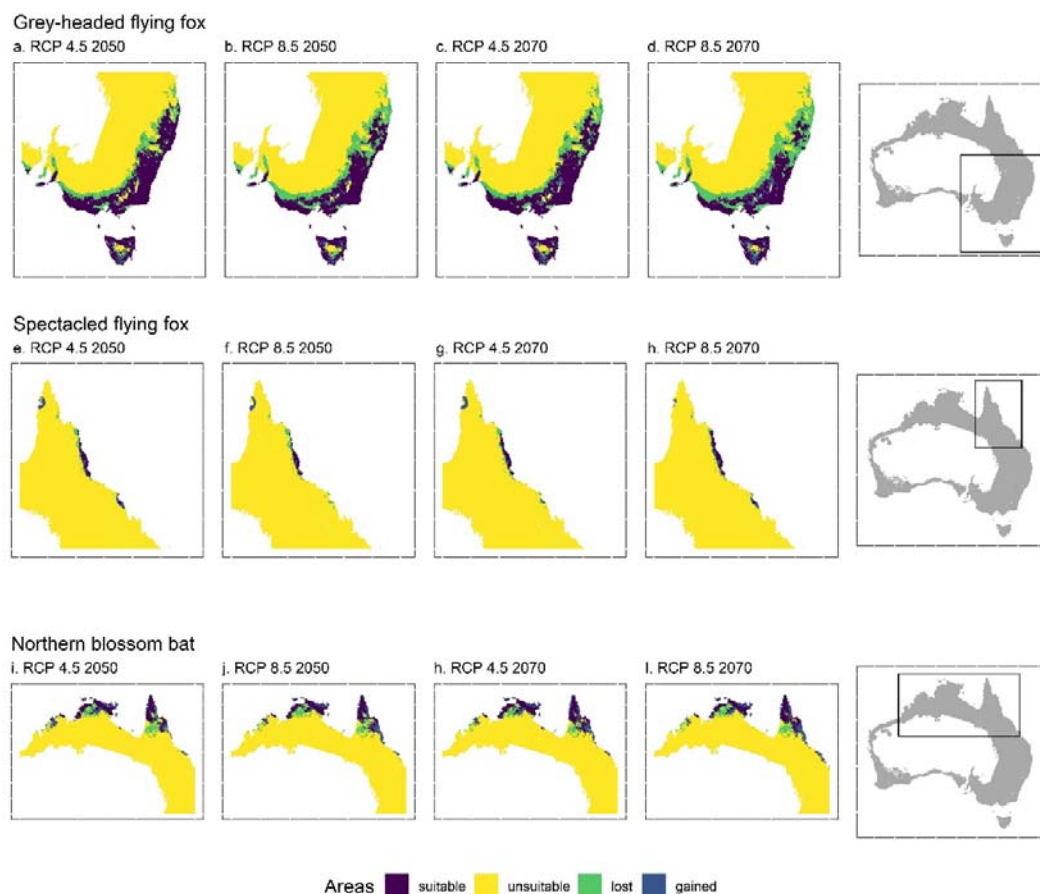 Grey-headed flying fox
a. RCP 4.5 2050 b. RCP 8.5 2050 c. RCP 4.5 2070 d. RCP 8.5 2070
Spectacled flying fox
e. RCP 4.5 2050 f. RCP 8.5 2050 g. RCP 4.5 2070 h. RCP 8.5 2070
Northern blossom bat
i. RCP 4.5 2050 j. RCP 8.5 2050 h. RCP 4.5 2070 l. RCP 8.5 2070
Areas suitable unsuitable lost gained